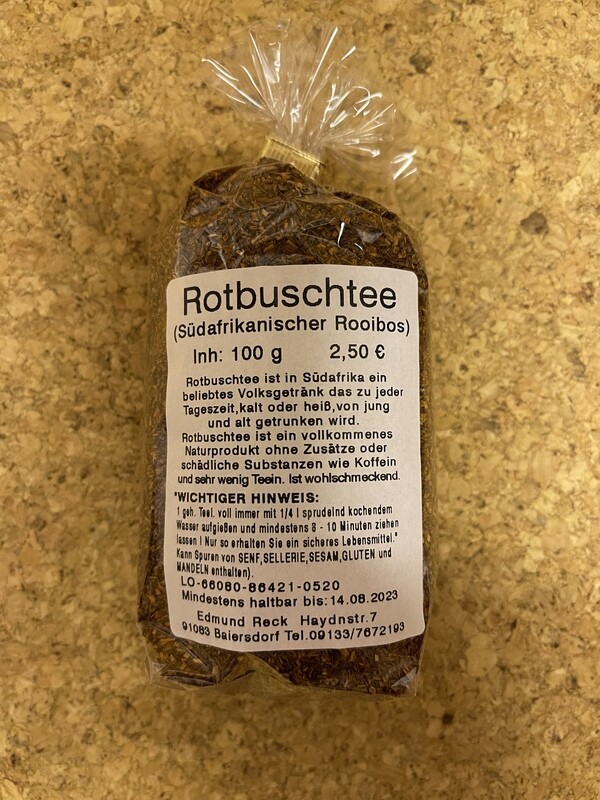 Rotbuschtee
(Südafrikanischer Rooibos)
Inh: 100 g 2,50 €
Rotbuschtee ist in Südafrika ein
beliebtes Volksgetränk das zu jeder
Tageszeit,kalt oder heiß,von jung
und alt getrunken wird.
Rotbuschtee ist ein vollkommenes
Naturprodukt ohne Zusätze oder
schädliche Substanzen wie Koffein
und sehr wenig Teein. Ist wohlschmeckend.
"WICHTIGER HINWEIS:
1 geh. Teel. voll immer mit 1/4 l sprudelnd kochendem
Wasser aufgießen und mindestens 8 - 10 Minuten ziehen
lassen ! Nur so erhalten Sie ein sicheres Lebensmittel."
Kann Spuren von SENF,SELLERIE,SESAM,GLUTEN und
MANDELN enthalten).
LO-66080-86421-0520
Mindestens haltbar bis:14.08.2023
Edmund Reck Haydnstr.7
91083 Baiersdorf Tel.09133/7672193